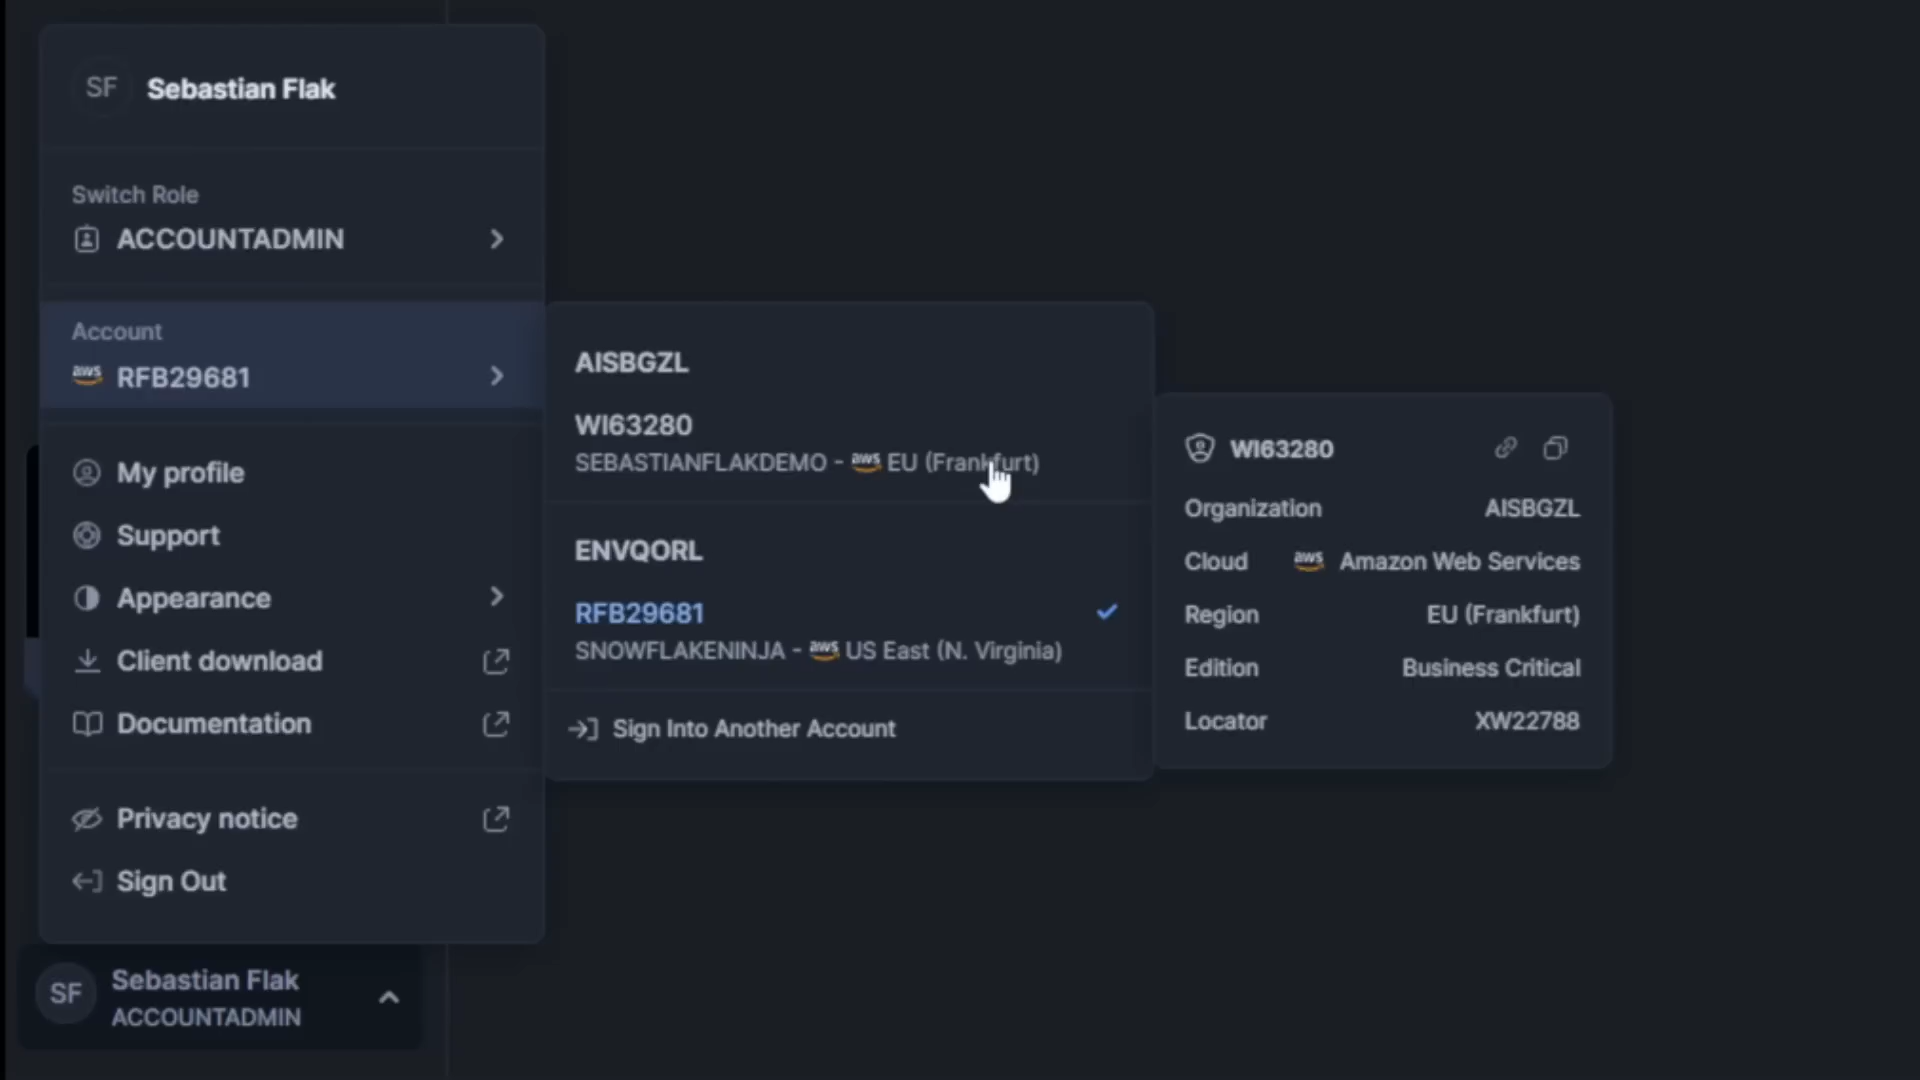 SF Sebastian Flak
Switch Role
ACCOUNTADMIN
Account
aws RFB29681
My profile
Support
Appearance
Client download
Documentation
Privacy notice
Sign Out
SF Sebastian Flak
ACCOUNTADMIN
AISBGZL
WI63280
SEBASTIANFLAKDEMO - aws EU (Frankfurt)
ENVQORL
RFB29681
SNOWFLAKENINJA - aws US East (N. Virginia)
Sign Into Another Account
WI63280
Organization AISBGZL
Cloud aws Amazon Web Services
Region EU (Frankfurt)
Edition Business Critical
Locator XW22788